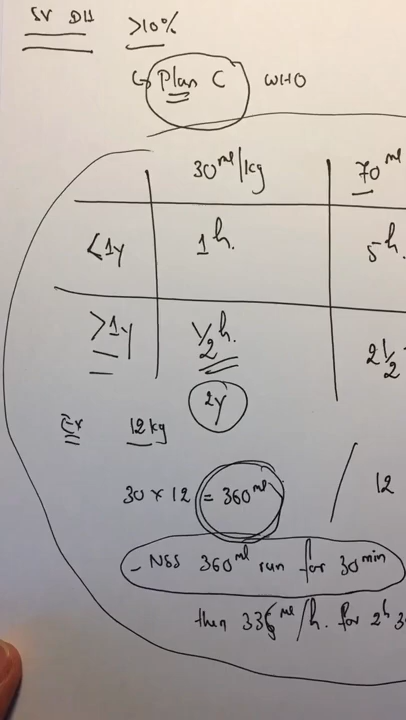 SV DH >10%
↳ Plan C WHO
30 ml/kg 70 ml
<1y 1 h. 5 h.
>1y ½ h. 2½
2y
Ex 12 kg
30 x 12 = 360 ml / 12
- NSS 360 ml run for 30 min
then 336 ml/h. for 2h 3